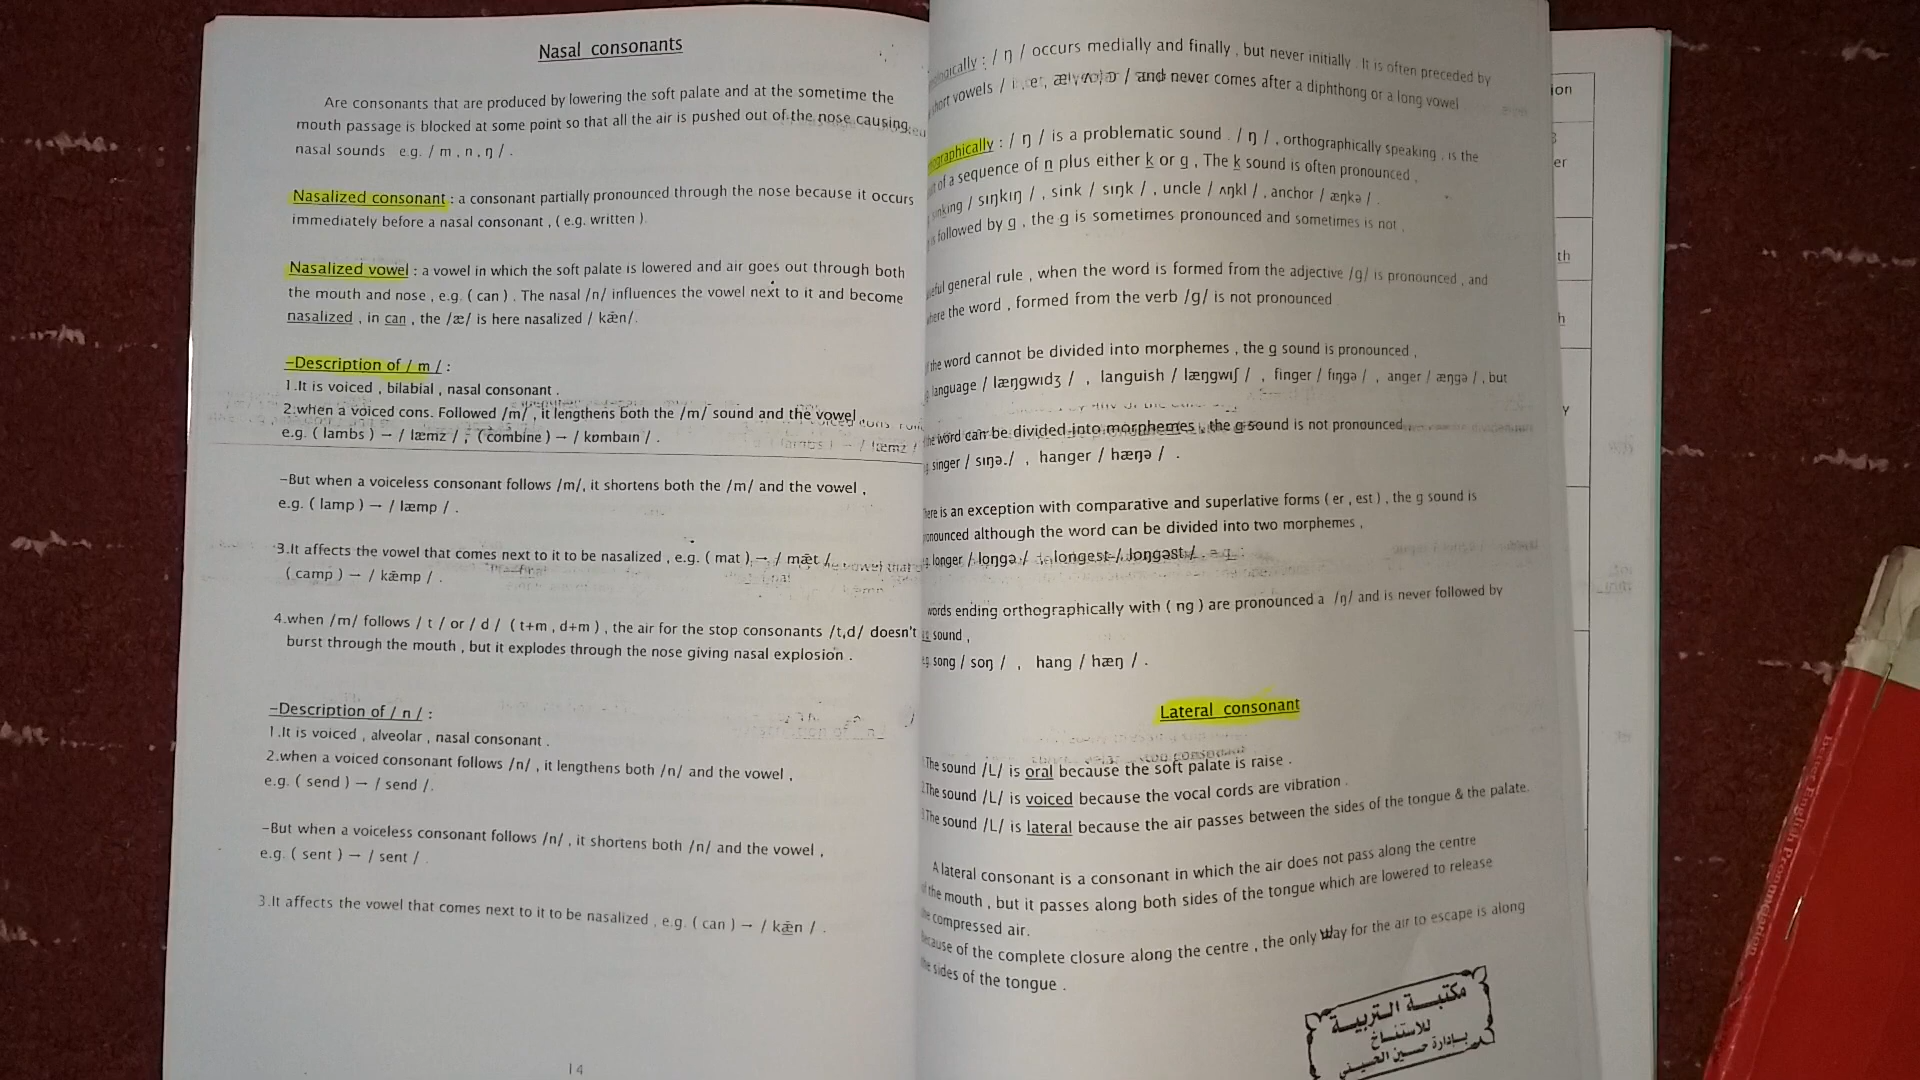 Nasal consonants
Are consonants that are produced by lowering the soft palate and at the sometime the
mouth passage is blocked at some point so that all the air is pushed out of the nose causing
nasal sounds e.g. / m , n , ŋ / .
Nasalized consonant : a consonant partially pronounced through the nose because it occurs
immediately before a nasal consonant , ( e.g. written ).
Nasalized vowel : a vowel in which the soft palate is lowered and air goes out through both
the mouth and nose , e.g. ( can ) . The nasal /n/ influences the vowel next to it and become
nasalized , in can , the /æ/ is here nasalized / kæ̃n/.
–Description of / m / :
1.It is voiced , bilabial , nasal consonant .
2.when a voiced cons. Followed /m/ , it lengthens both the /m/ sound and the vowel ,
e.g. ( lambs ) → / læmz / , ( combine ) → / kɒmbain / .
–But when a voiceless consonant follows /m/, it shortens both the /m/ and the vowel ,
e.g. ( lamp ) → / læmp / .
3.It affects the vowel that comes next to it to be nasalized , e.g. ( mat ) → / mæ̃t /
( camp ) → / kæ̃mp / .
4.when /m/ follows / t / or / d / ( t+m , d+m ) , the air for the stop consonants /t,d/ doesn't
burst through the mouth , but it explodes through the nose giving nasal explosion .
–Description of / n / :
1.It is voiced , alveolar , nasal consonant .
2.when a voiced consonant follows /n/ , it lengthens both /n/ and the vowel ,
e.g. ( send ) → / send /.
–But when a voiceless consonant follows /n/ , it shortens both /n/ and the vowel ,
e.g. ( sent ) → / sent / .
3.It affects the vowel that comes next to it to be nasalized , e.g. ( can ) → / kæ̃n / .
14
: / ŋ / occurs medially and finally , but never initially . It is often preceded by
vowels / and never comes after a diphthong or a long vowel
: / ŋ / is a problematic sound . / ŋ / , orthographically speaking , is the
of a sequence of n plus either k or g , The k sound is often pronounced ,
/ sıŋkıŋ / , sink / sıŋk / , uncle / ʌŋkl / , anchor / æŋkə / .
followed by g , the g is sometimes pronounced and sometimes is not .
general rule , when the word is formed from the adjective /g/ is pronounced , and
the word , formed from the verb /g/ is not pronounced
the word cannot be divided into morphemes , the g sound is pronounced ,
language / læŋgwıdʒ / , languish / læŋgwıʃ / , finger / fıŋgə / , anger / æŋgə / , but
word can be divided into morphemes , the g sound is not pronounced
singer / sıŋə./ , hanger / hæŋə / .
is an exception with comparative and superlative forms ( er , est ) , the g sound is
although the word can be divided into two morphemes ,
longer / loŋgə / longest / loŋgəst / .
words ending orthographically with ( ng ) are pronounced a /ŋ/ and is never followed by
sound ,
song / soŋ / , hang / hæŋ / .
Lateral consonant
The sound /L/ is oral because the soft palate is raise .
The sound /L/ is voiced because the vocal cords are vibration .
The sound /L/ is lateral because the air passes between the sides of the tongue & the palate.
A lateral consonant is a consonant in which the air does not pass along the centre
the mouth , but it passes along both sides of the tongue which are lowered to release
compressed air.
of the complete closure along the centre , the only way for the air to escape is along
sides of the tongue .
مكتبة التربية
للاستنساخ
بإدارة حسين الحسيني
ion
er
th
h
y
Better English Pronunciation